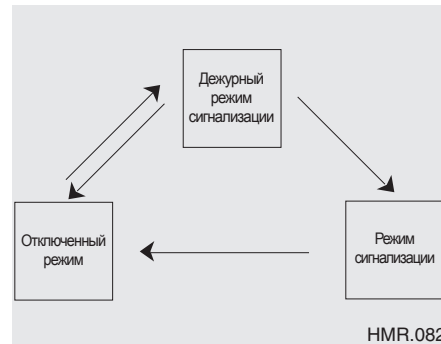 Дежурный
режим
сигнализации
Отключенный
режим
Режим
сигнализации
HMR.082